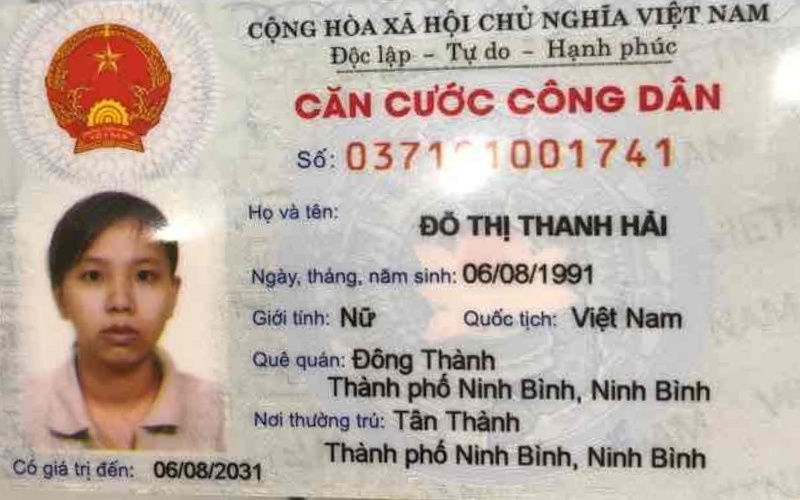 CỘNG HÒA XÃ HỘI CHỦ NGHĨA VIỆT NAM
Độc lập - Tự do - Hạnh phúc
CĂN CƯỚC CÔNG DÂN
Số:
Họ và tên:
ĐỖ THỊ THANH HẢI
Ngày, tháng, năm sinh: 06/08/1991
Giới tính: Nữ Quốc tịch: Việt Nam
Quê quán: Đông Thành
Thành phố Ninh Bình, Ninh Bình
Nơi thường trú: Tân Thành
Thành phố Ninh Bình, Ninh Bình
Có giá trị đến: 06/08/2031